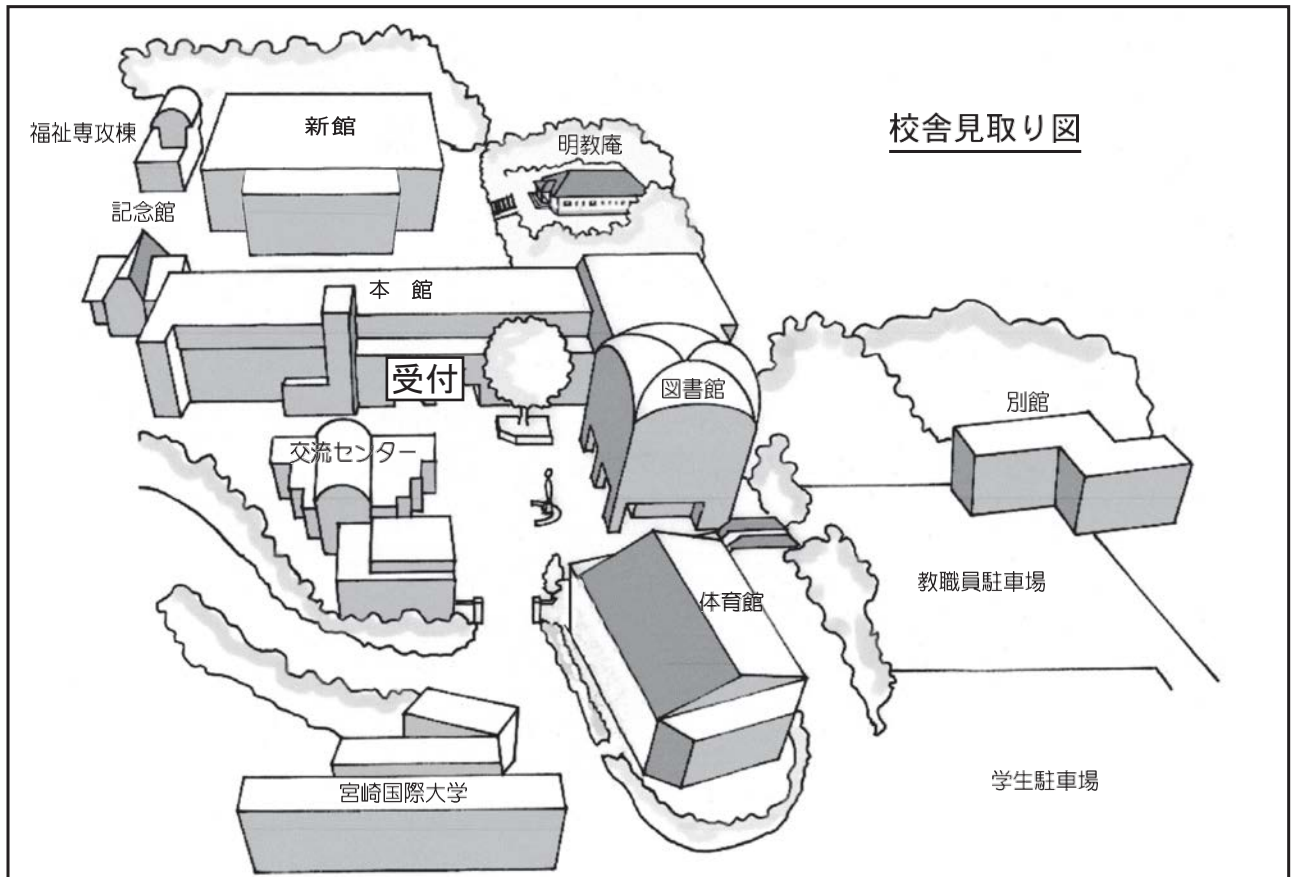 校舎見取り図
福祉専攻棟
新館
明教庵
記念館
本 館
受付
図書館
別館
交流センター
教職員駐車場
体育館
学生駐車場
宮崎国際大学